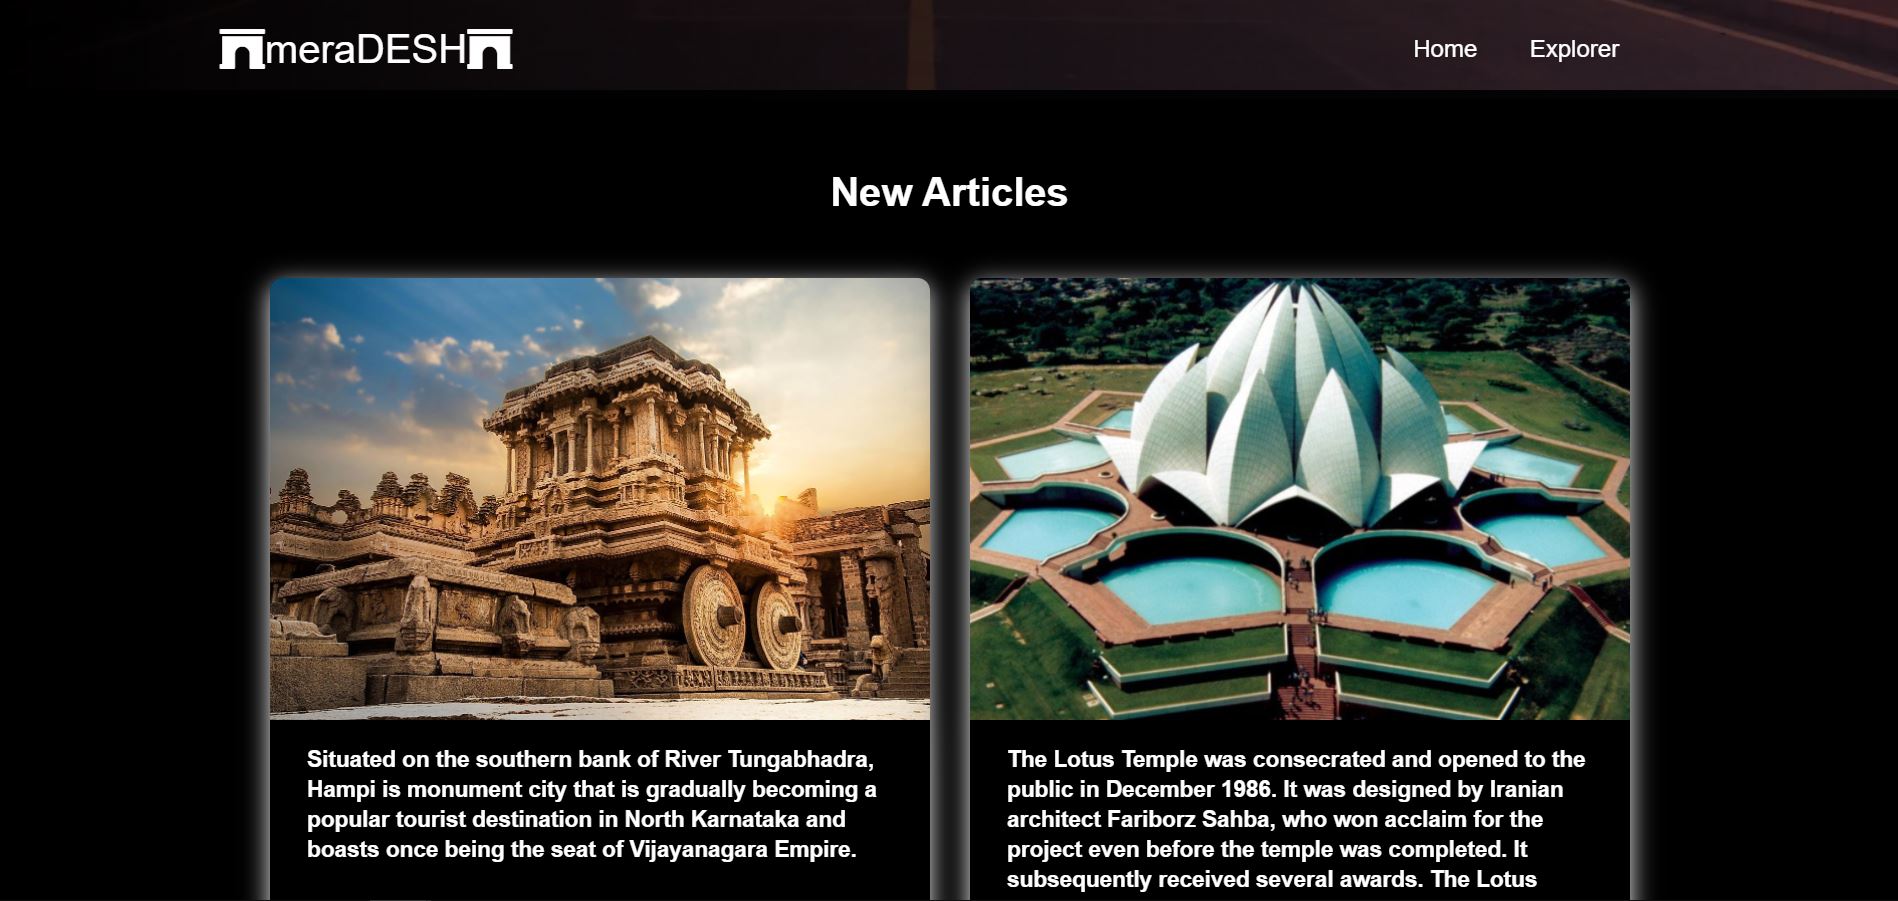 meraDESH
Home Explorer
New Articles
Situated on the southern bank of River Tungabhadra,
Hampi is monument city that is gradually becoming a
popular tourist destination in North Karnataka and
boasts once being the seat of Vijayanagara Empire.
The Lotus Temple was consecrated and opened to the
public in December 1986. It was designed by Iranian
architect Fariborz Sahba, who won acclaim for the
project even before the temple was completed. It
subsequently received several awards. The Lotus